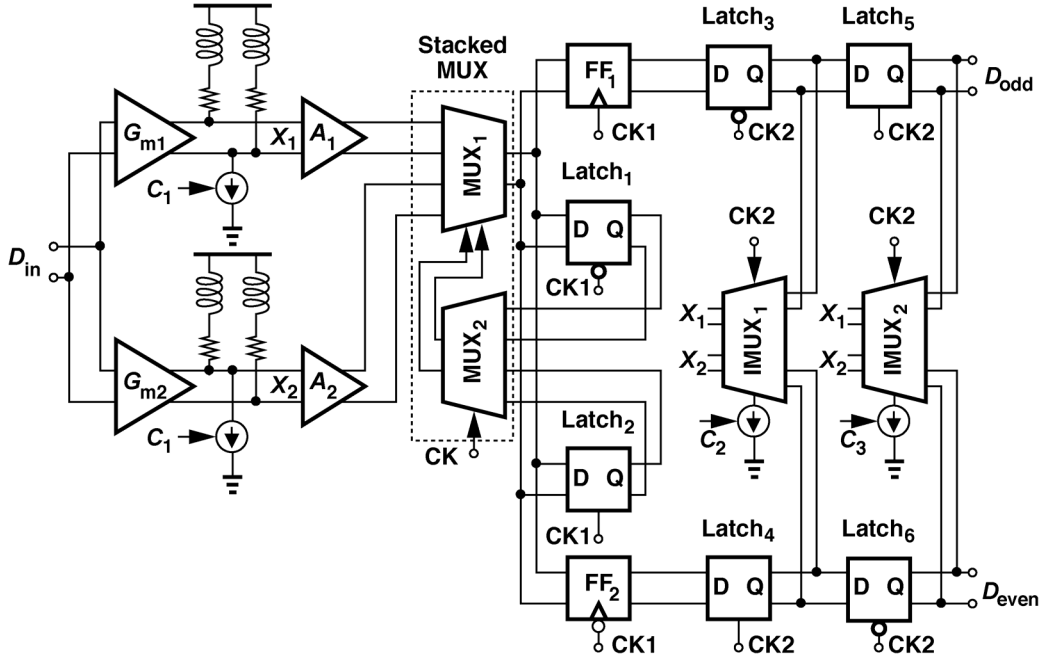 Latch3
Latch5
Stacked
MUX
FF1
D Q
D Q
Dodd
Gm1
X1
A1
MUX1
CK1
CK2
CK2
C1
Latch1
D Q
CK2
CK2
Din
CK1
X1
X2
IMUX1
X1
X2
IMUX2
MUX2
Gm2
X2
A2
Latch2
C1
CK
D Q
C2
C3
CK1
Latch4
Latch6
FF2
D Q
D Q
Deven
CK1
CK2
CK2